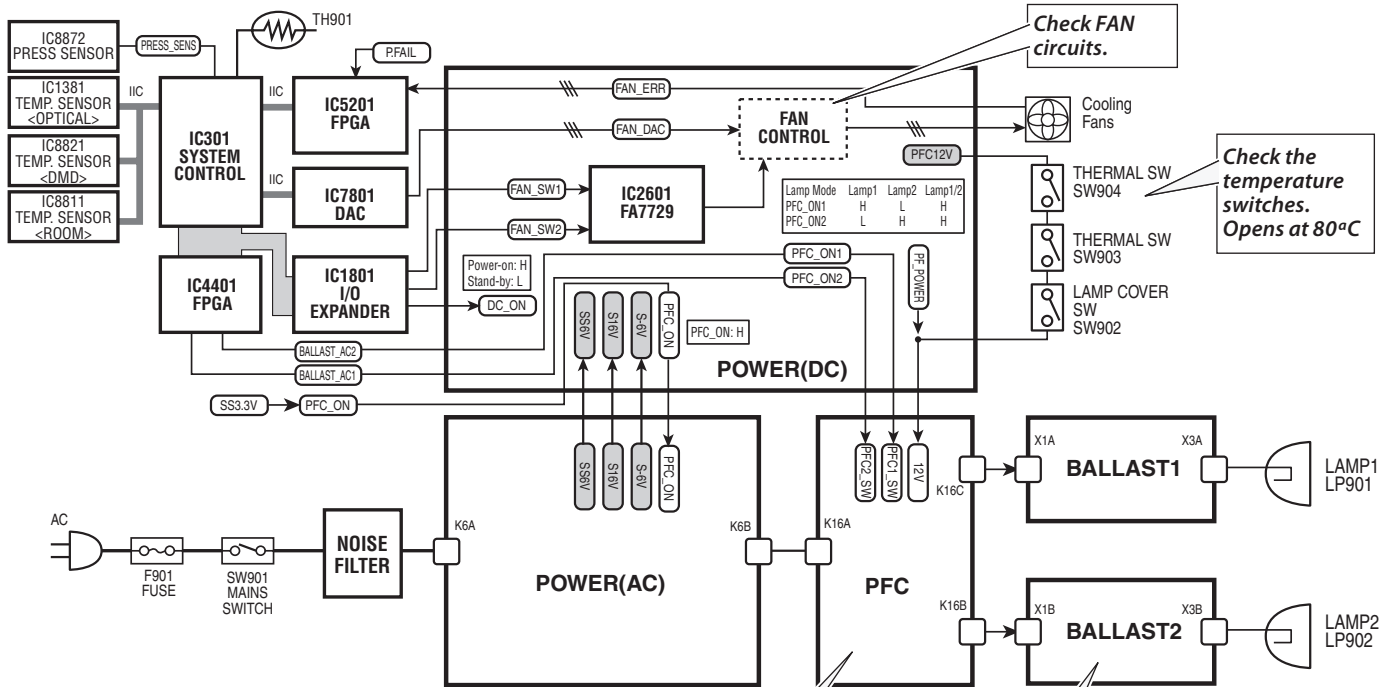 IC8872
PRESS SENSOR
PRESS_SENS
TH901
P.FAIL
IC1381
TEMP. SENSOR
<OPTICAL>
IIC
IC8821
TEMP. SENSOR
<DMD>
IC8811
TEMP. SENSOR
<ROOM>
IC301
SYSTEM
CONTROL
IIC
IC5201
FPGA
IIC
IC7801
DAC
IC4401
FPGA
IC1801
I/O
EXPANDER
FAN_ERR
FAN_DAC
FAN_SW1
FAN_SW2
IC2601
FA7729
FAN
CONTROL
Check FAN
circuits.
Cooling
Fans
PFC12V
Lamp Mode Lamp1 Lamp2 Lamp1/2
PFC_ON1 H L H
PFC_ON2 L H H
THERMAL SW
SW904
Check the
temperature
switches.
Opens at 80ªC
THERMAL SW
SW903
LAMP COVER
SW
SW902
Power-on: H
Stand-by: L
DC_ON
PFC_ON1
PFC_ON2
PF_POWER
SS6V
S16V
S-6V
PFC_ON
PFC_ON: H
BALLAST_AC2
BALLAST_AC1
POWER(DC)
SS3.3V
PFC_ON
SS6V
S16V
S-6V
PFC_ON
PFC2_SW
PFC1_SW
12V
AC
F901
FUSE
SW901
MAINS
SWITCH
NOISE
FILTER
K6A
POWER(AC)
K6B
K16A
PFC
K16C
K16B
X1A
BALLAST1
X3A
LAMP1
LP901
X1B
BALLAST2
X3B
LAMP2
LP902